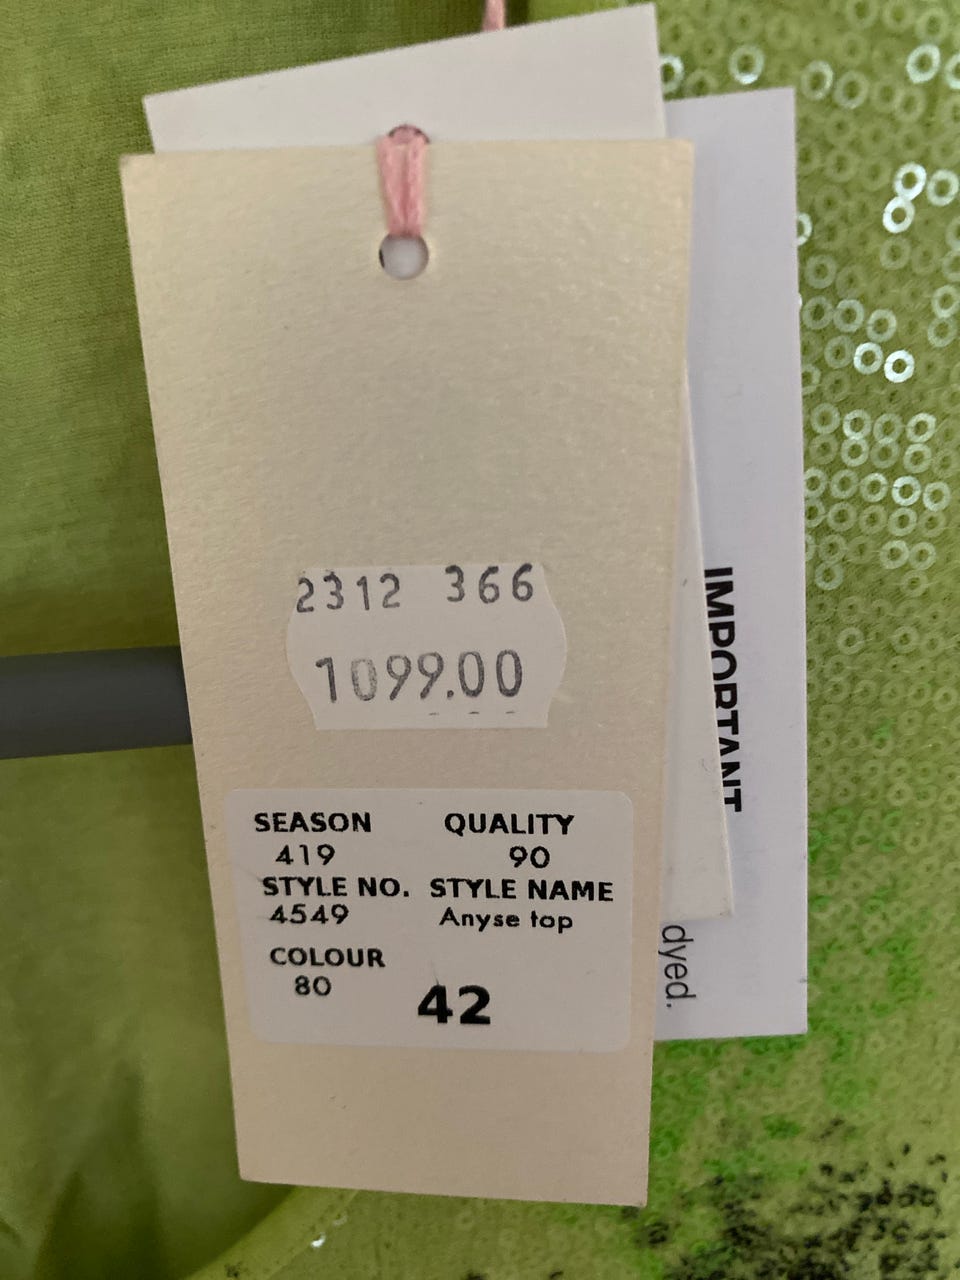 2312 366
1099.00
SEASON QUALITY
419 90
STYLE NO. STYLE NAME
4549 Anyse top
COLOUR
80 42
IMPORTANT
dyed.